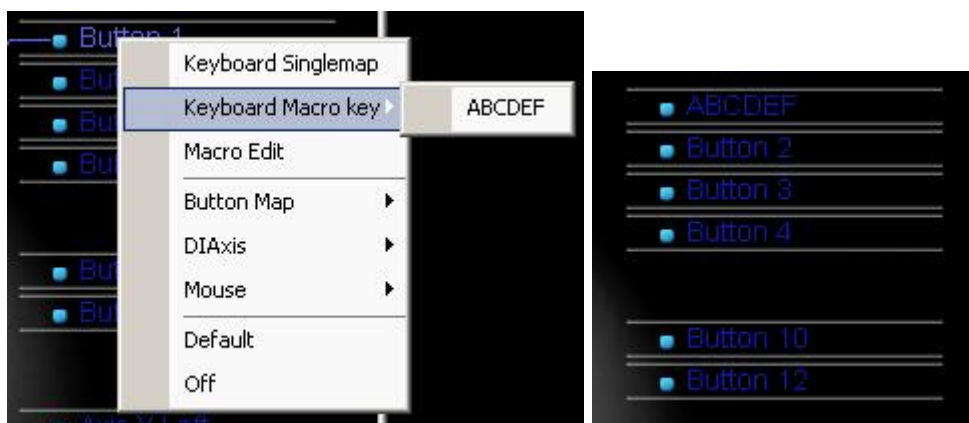 Button 1
Keyboard Singlemap
Keyboard Macro key
ABCDEF
Macro Edit
Button Map
DIAxis
Mouse
Default
Off
ABCDEF
Button 2
Button 3
Button 4
Button 10
Button 12